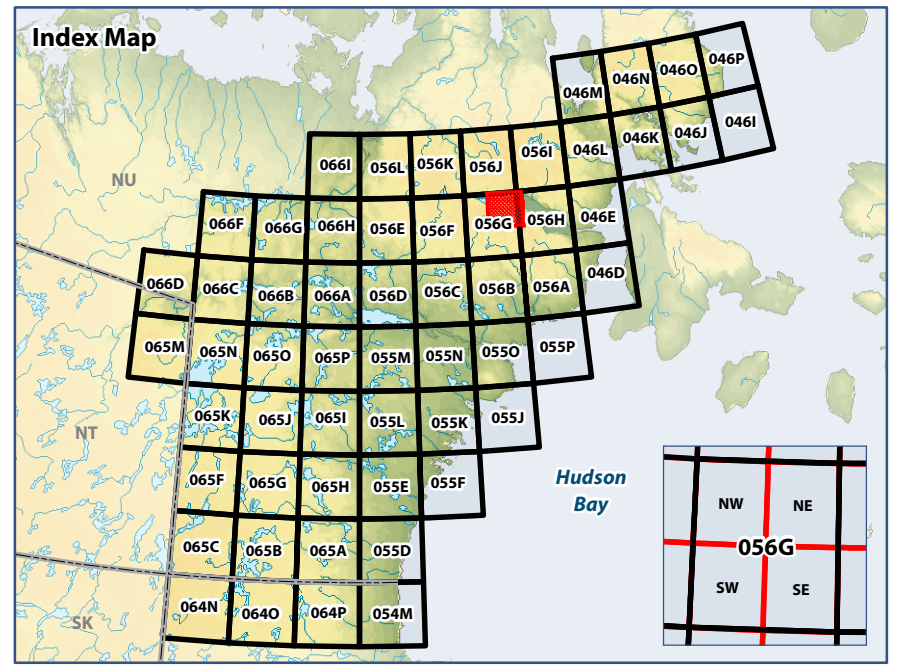 Index Map
046P
046O
046N
046M
046I
046J
046K
046L
056I
056J
056K
056L
066I
NU
066F
066G
066H
056E
056F
056G
056H
046E
066D
066C
066B
066A
056D
056C
056B
056A
046D
065M
065N
065O
065P
055M
055N
055O
055P
NT
065K
065J
065I
055L
055K
055J
065F
065G
065H
055E
055F
Hudson
Bay
065C
065B
065A
055D
SK
064N
064O
064P
054M
NW
NE
056G
SW
SE